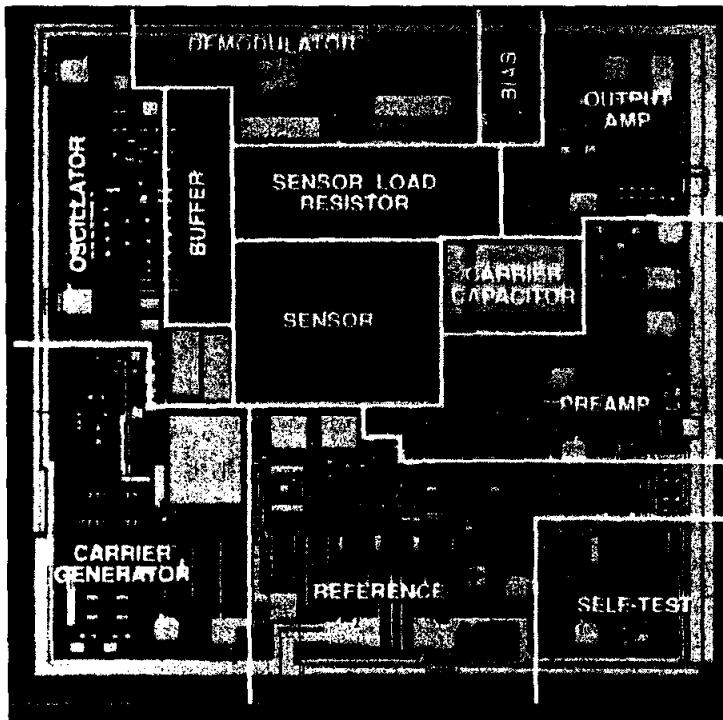 DEMODULATOR
BIAS
OUTPUT
AMP
OSCILLATOR
BUFFER
SENSOR LOAD
RESISTOR
CARRIER
CAPACITOR
SENSOR
PREAMP
CARRIER
GENERATOR
REFERENCE
SELF-TEST